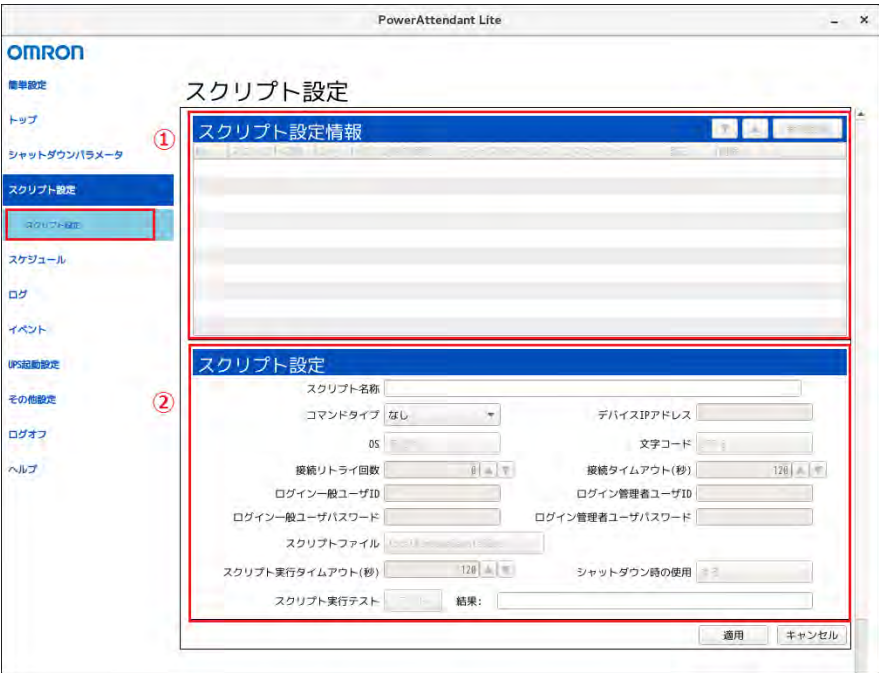 PowerAttendant Lite
OMRON
簡単設定
トップ
シャットダウンパラメータ
スクリプト設定
スクリプト設定
スケジュール
ログ
イベント
UPS起動設定
その他設定
ログオフ
ヘルプ
スクリプト設定
①
スクリプト設定情報
②
スクリプト設定
スクリプト名称
コマンドタイプ なし デバイスIPアドレス
OS 文字コード
接続リトライ回数 0 接続タイムアウト(秒) 120
ログイン一般ユーザID ログイン管理者ユーザID
ログイン一般ユーザパスワード ログイン管理者ユーザパスワード
スクリプトファイル
スクリプト実行タイムアウト(秒) 120 シャットダウン時の使用
スクリプト実行テスト 結果:
適用 キャンセル